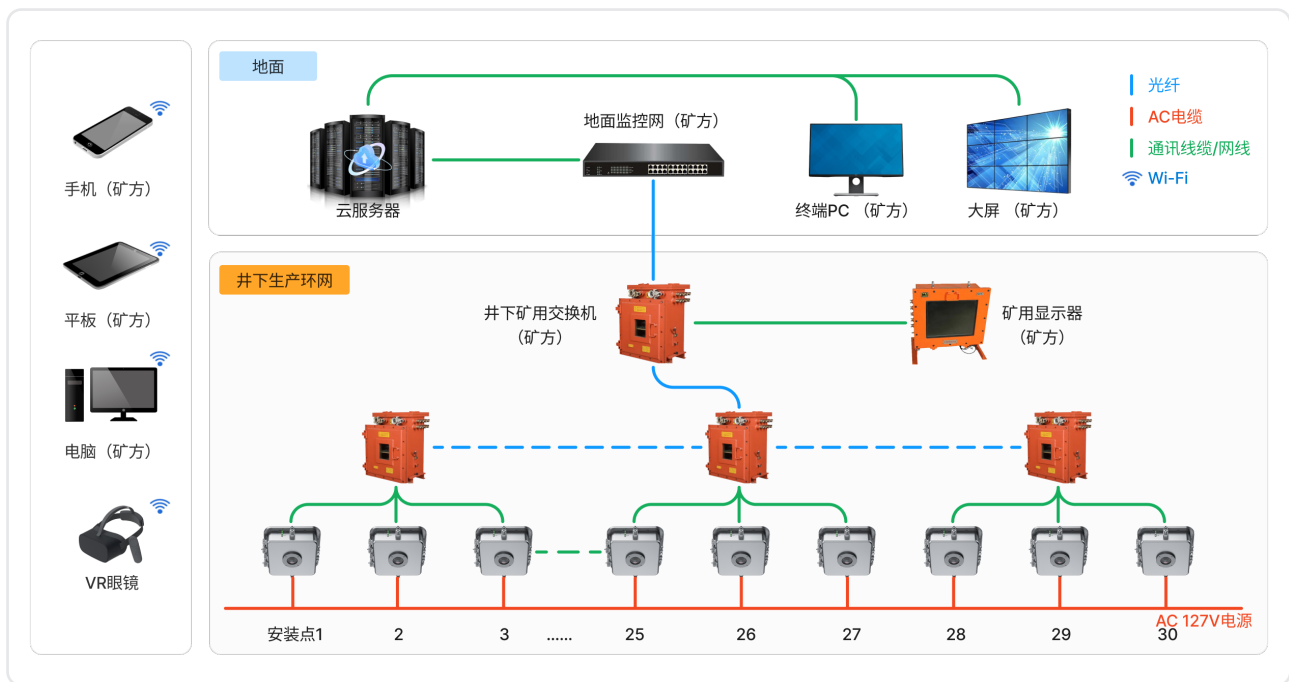 手机（矿方）
平板（矿方）
电脑（矿方）
VR眼镜
地面
云服务器
地面监控网（矿方）
终端PC （矿方）
大屏 （矿方）
光纤
AC电缆
通讯线缆/网线
Wi-Fi
井下生产环网
井下矿用交换机
（矿方）
矿用显示器
（矿方）
AC 127V电源
安装点1 2 3 ...... 25 26 27 28 29 30